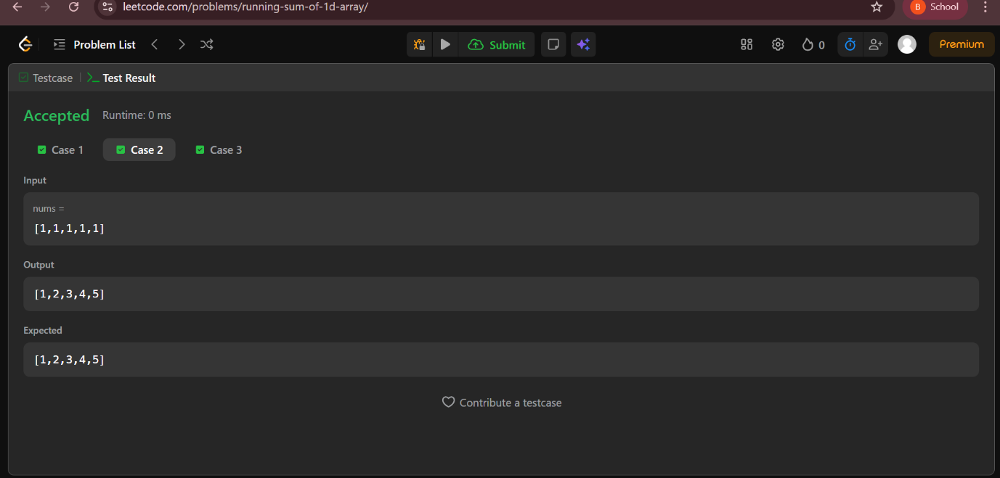 leetcode.com/problems/running-sum-of-1d-array/
B School
Problem List
Submit
0
Premium
Testcase
Test Result
Accepted Runtime: 0 ms
Case 1 Case 2 Case 3
Input
nums =
[1,1,1,1,1]
Output
[1,2,3,4,5]
Expected
[1,2,3,4,5]
Contribute a testcase